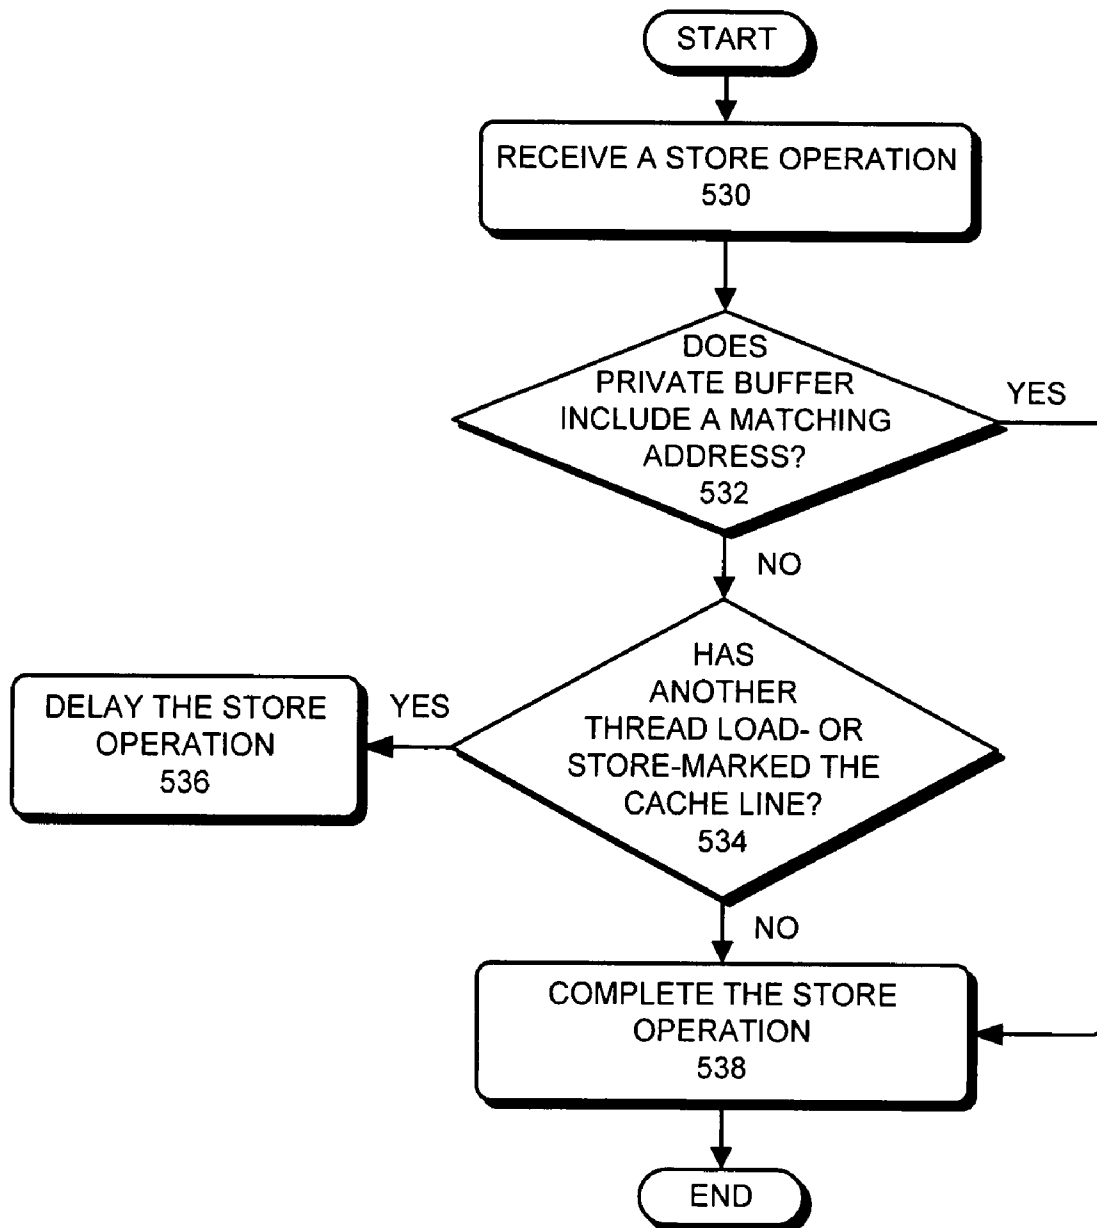 START
RECEIVE A STORE OPERATION
530
DOES
PRIVATE BUFFER
INCLUDE A MATCHING
ADDRESS?
532
YES
NO
HAS
ANOTHER
THREAD LOAD- OR
STORE-MARKED THE
CACHE LINE?
534
YES
DELAY THE STORE
OPERATION
536
NO
COMPLETE THE STORE
OPERATION
538
END